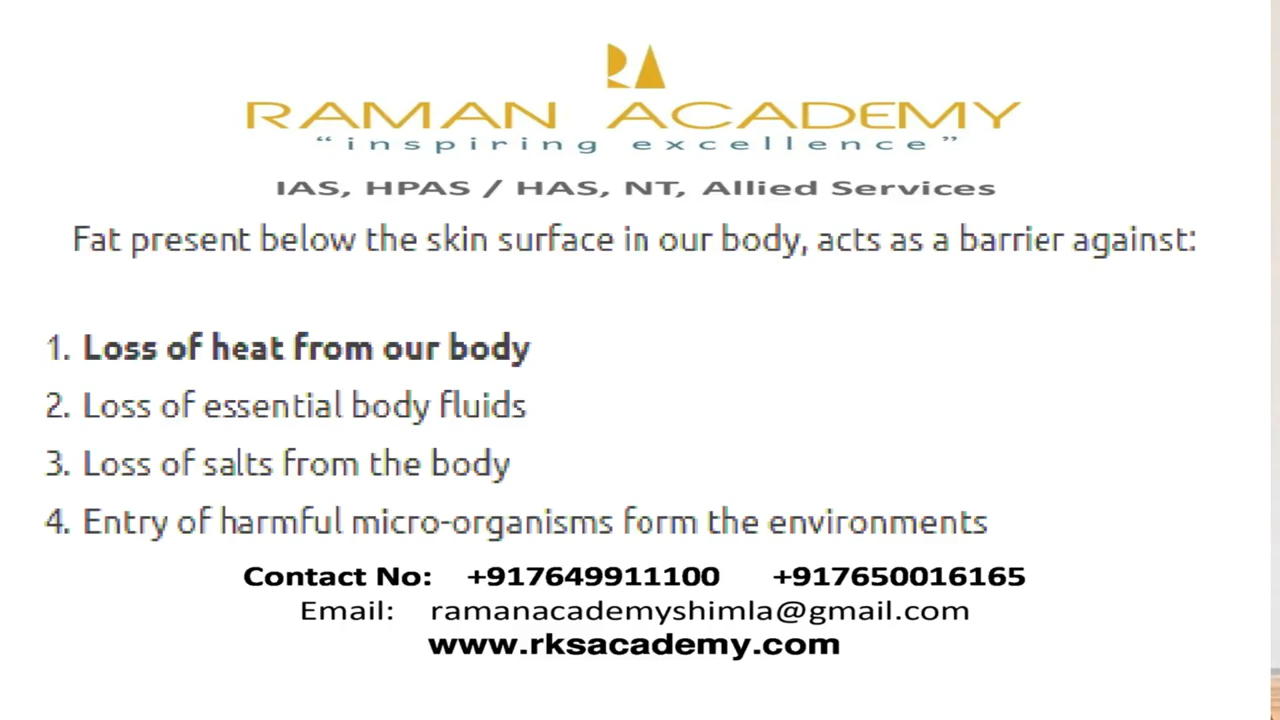 RA
RAMAN ACADEMY
“inspiring excellence”
IAS, HPAS / HAS, NT, Allied Services
Fat present below the skin surface in our body, acts as a barrier against:
1. Loss of heat from our body
2. Loss of essential body fluids
3. Loss of salts from the body
4. Entry of harmful micro-organisms form the environments
Contact No: +917649911100 +917650016165
Email: ramanacademyshimla@gmail.com
www.rksacademy.com